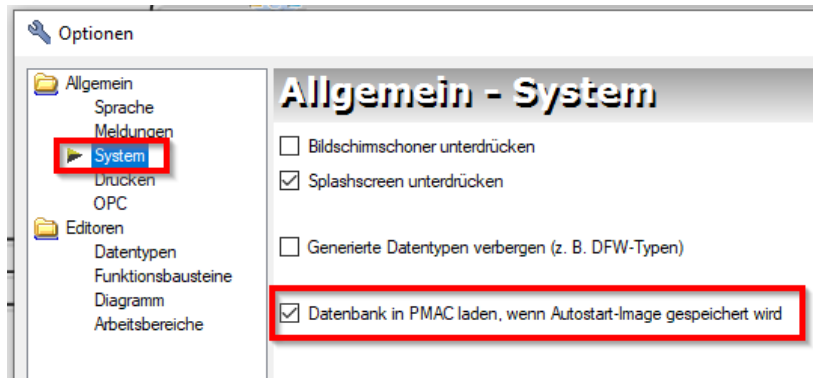 Optionen
Allgemein
Sprache
Meldungen
System
Drucken
OPC
Editoren
Datentypen
Funktionsbausteine
Diagramm
Arbeitsbereiche
Allgemein - System
Bildschirmschoner unterdrücken
Splashscreen unterdrücken
Generierte Datentypen verbergen (z. B. DFW-Typen)
Datenbank in PMAC laden, wenn Autostart-Image gespeichert wird